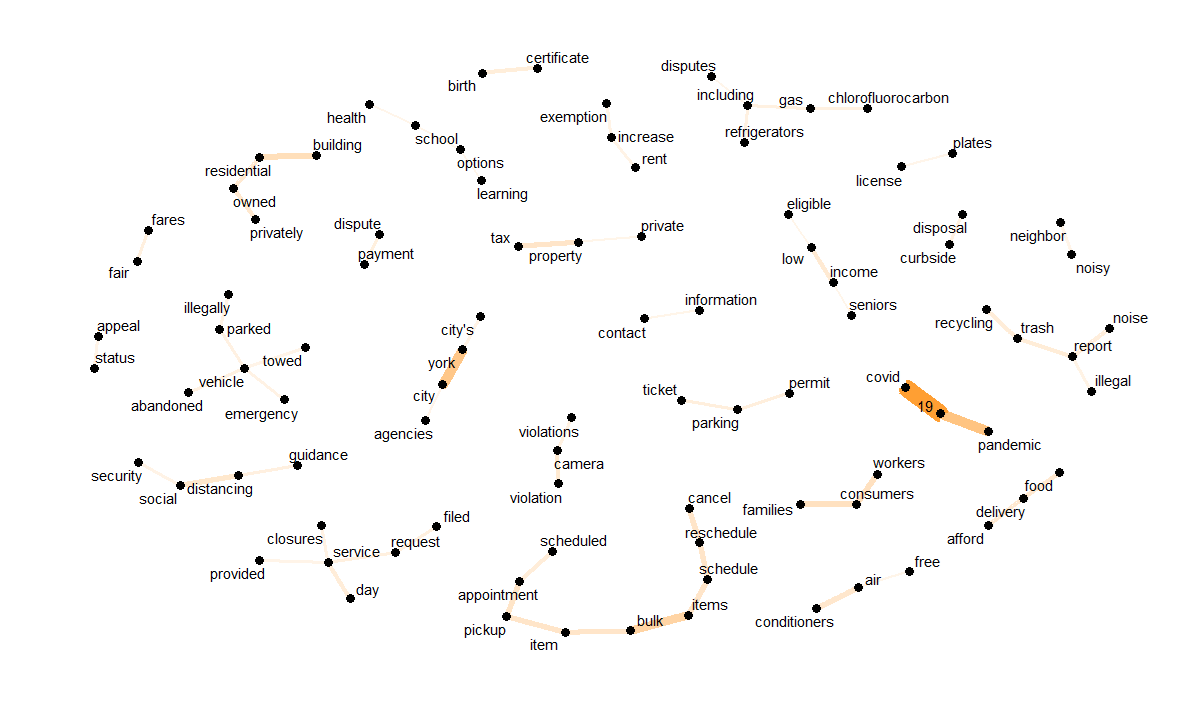 certificate
birth
disputes
including
gas
chlorofluorocarbon
refrigerators
exemption
increase
rent
health
school
options
learning
building
residential
owned
privately
plates
license
fares
fair
dispute
payment
tax
property
private
eligible
low
income
seniors
disposal
curbside
neighbor
noisy
illegally
parked
towed
vehicle
abandoned
emergency
appeal
status
city's
york
city
agencies
information
contact
recycling
trash
noise
report
illegal
ticket
parking
permit
covid
19
pandemic
violations
camera
violation
guidance
security
social
distancing
workers
consumers
families
food
delivery
afford
cancel
reschedule
schedule
items
bulk
item
pickup
appointment
scheduled
filed
request
closures
service
provided
day
free
air
conditioners